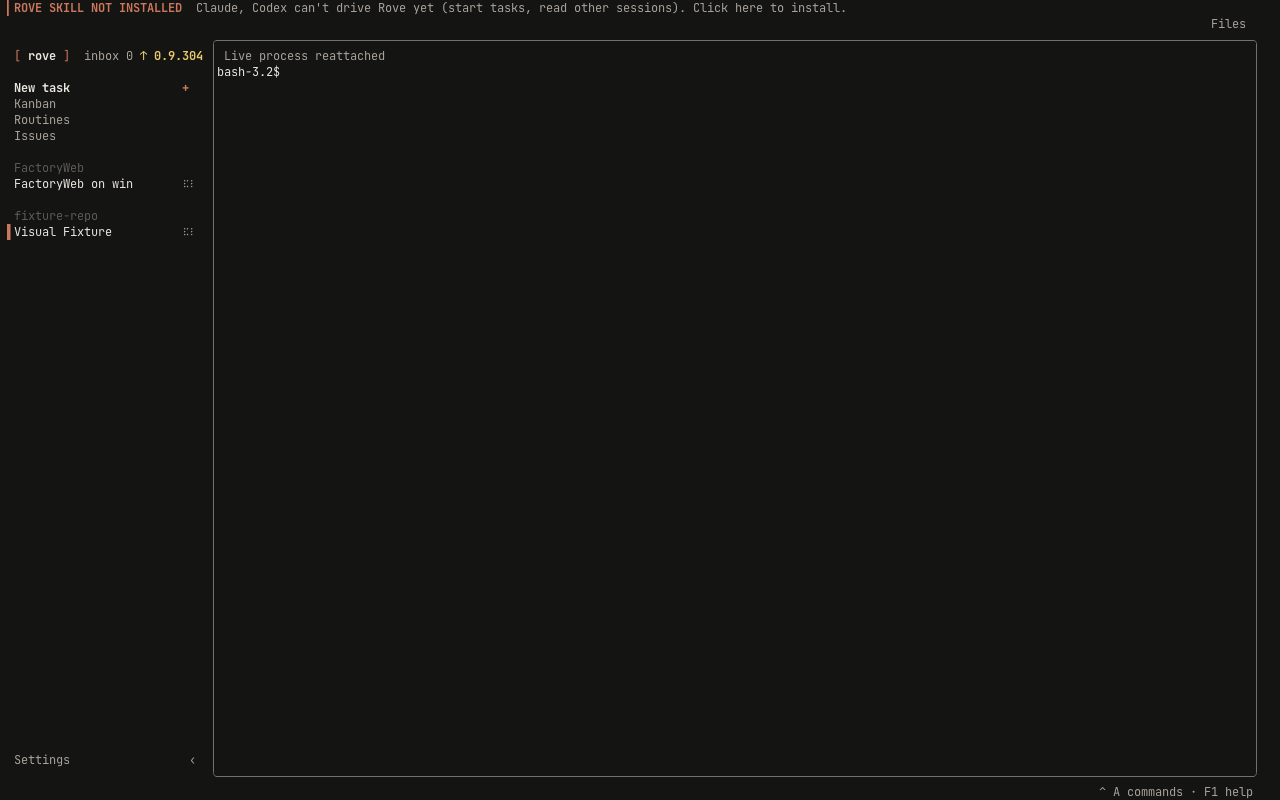 ROVE SKILL NOT INSTALLED  Claude, Codex can't drive Rove yet (start tasks, read other sessions). Click here to install.
Files
[ rove ]  inbox 0 ↑ 0.9.304
Live process reattached
bash-3.2$
New task +
Kanban
Routines
Issues
FactoryWeb
FactoryWeb on win
fixture-repo
Visual Fixture
Settings ‹
^ A commands · F1 help